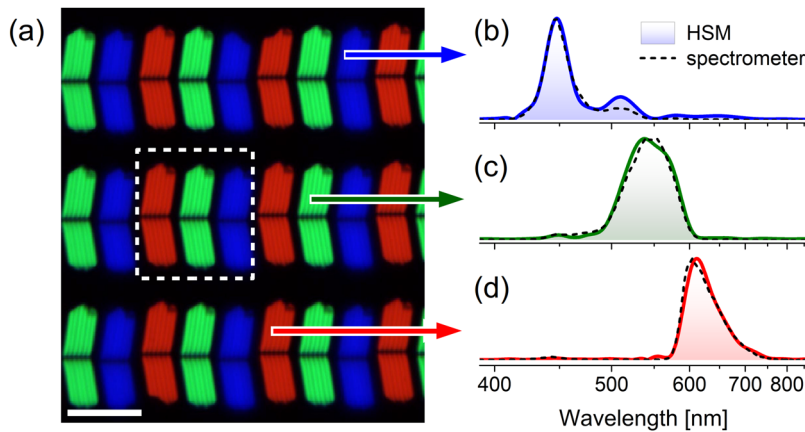 (a)
(b)
HSM
spectrometer
(c)
(d)
400 500 600 700 800
Wavelength [nm]